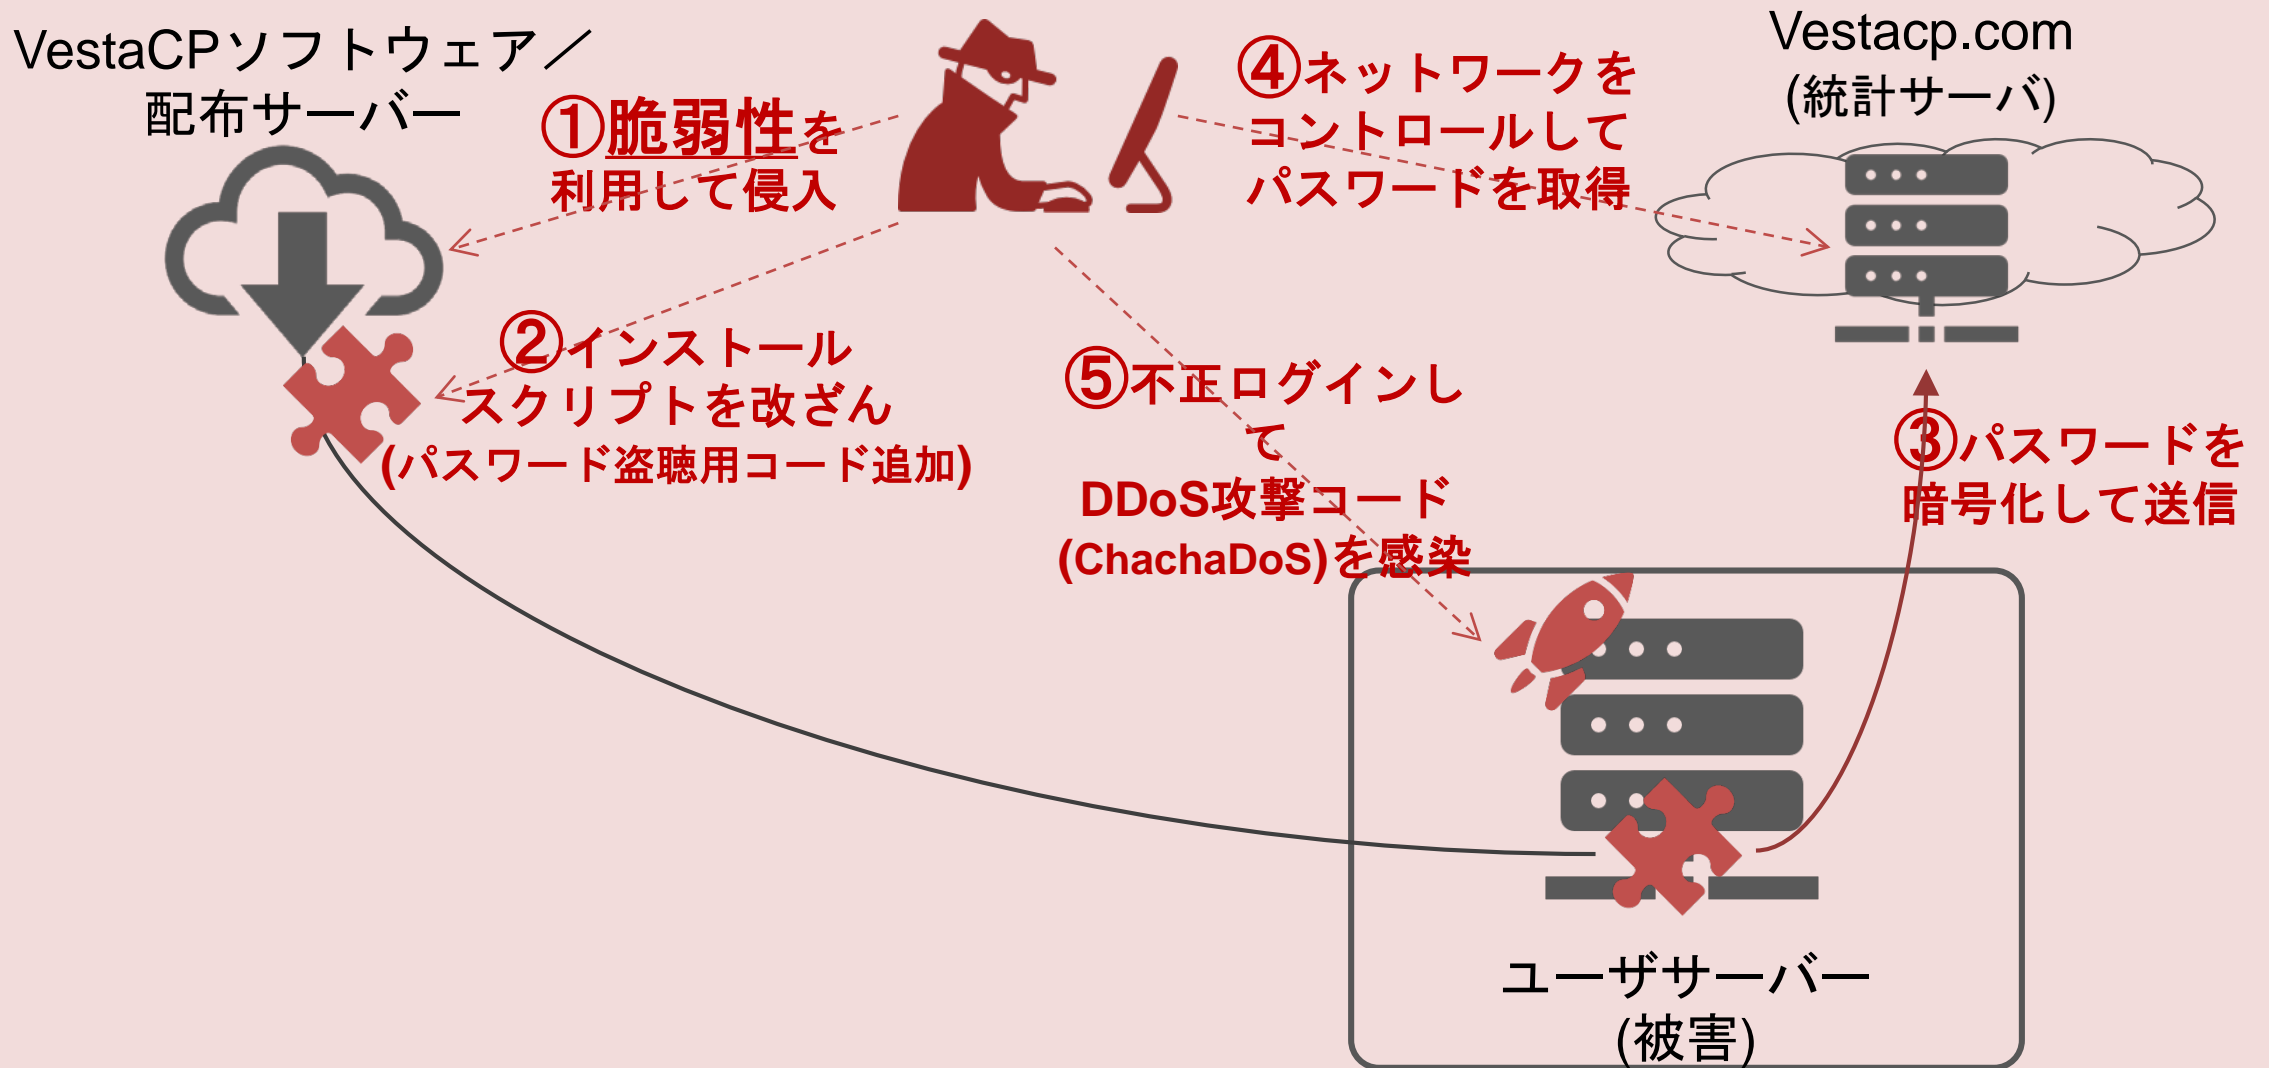 VestaCPソフトウェア／
配布サーバー
①脆弱性を
利用して侵入
④ネットワークを
コントロールして
パスワードを取得
Vestacp.com
(統計サーバ)
②インストール
スクリプトを改ざん
(パスワード盗聴用コード追加)
⑤不正ログインし
て
DDoS攻撃コード
(ChachaDoS)を感染
③パスワードを
暗号化して送信
ユーザサーバー
(被害)